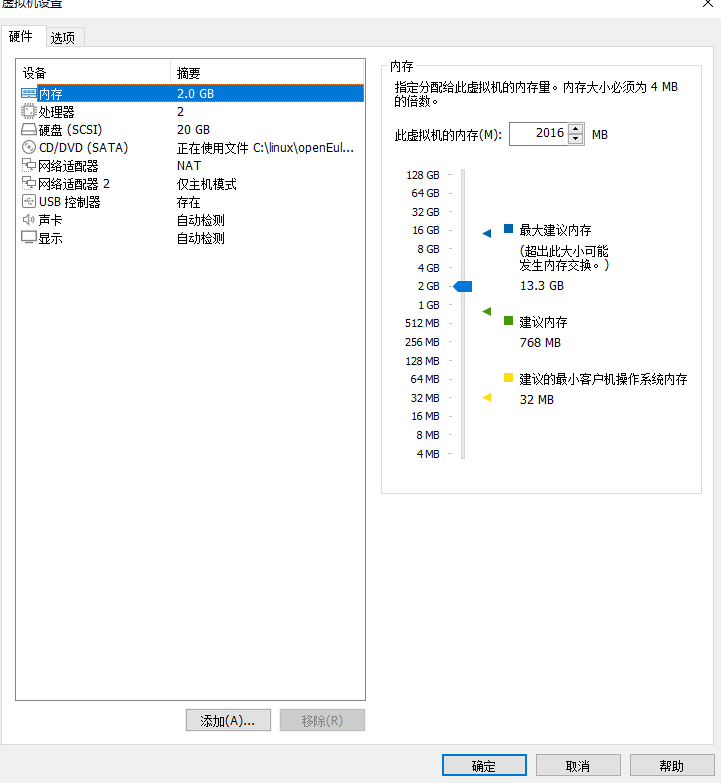 虚拟机设置
硬件 选项
设备 摘要
内存 2.0 GB
处理器 2
硬盘 (SCSI) 20 GB
CD/DVD (SATA) 正在使用文件 C:\linux\openEul...
网络适配器 NAT
网络适配器 2 仅主机模式
USB 控制器 存在
声卡 自动检测
显示 自动检测
添加(A)... 移除(R)
内存
指定分配给此虚拟机的内存量。内存大小必须为 4 MB
的倍数。
此虚拟机的内存(M): 2016 MB
128 GB
64 GB
32 GB
16 GB
8 GB
4 GB
2 GB
1 GB
512 MB
256 MB
128 MB
64 MB
32 MB
16 MB
8 MB
4 MB
最大建议内存
(超出此大小可能
发生内存交换。)
13.3 GB
建议内存
768 MB
建议的最小客户机操作系统内存
32 MB
确定 取消 帮助